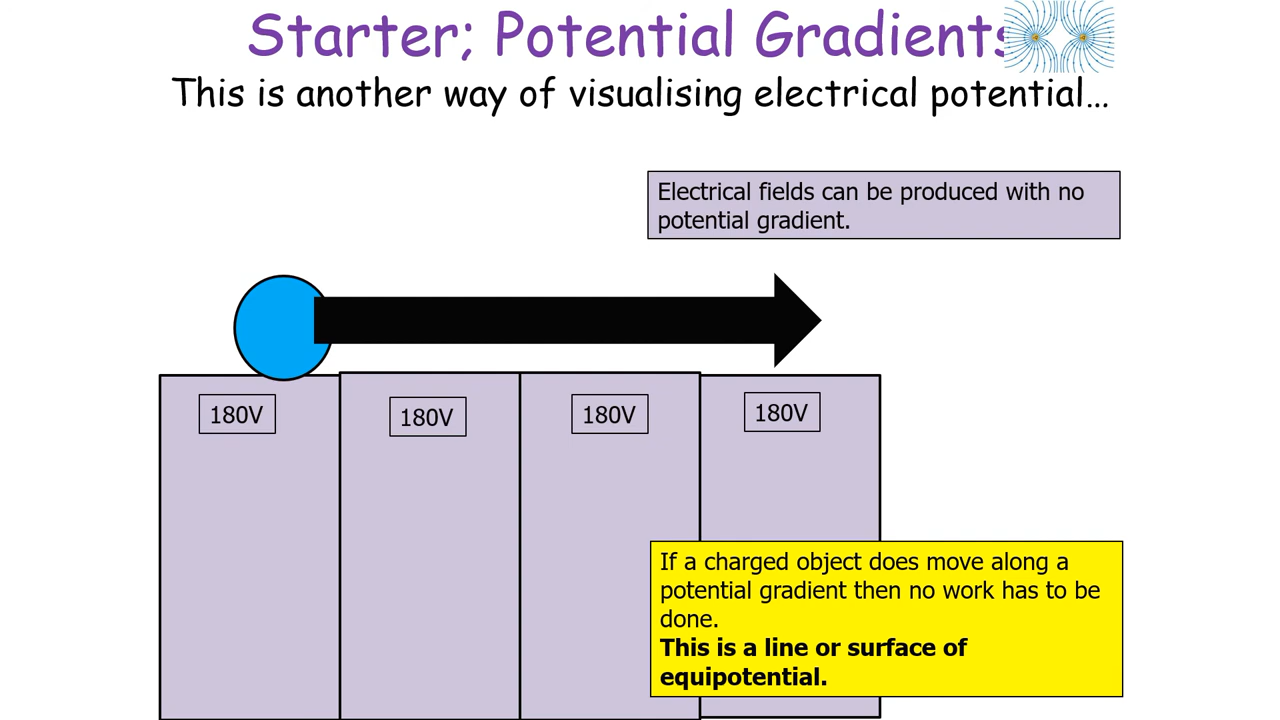 Starter; Potential Gradients
This is another way of visualising electrical potential...
Electrical fields can be produced with no
potential gradient.
180V
180V
180V
180V
If a charged object does move along a
potential gradient then no work has to be
done.
This is a line or surface of
equipotential.